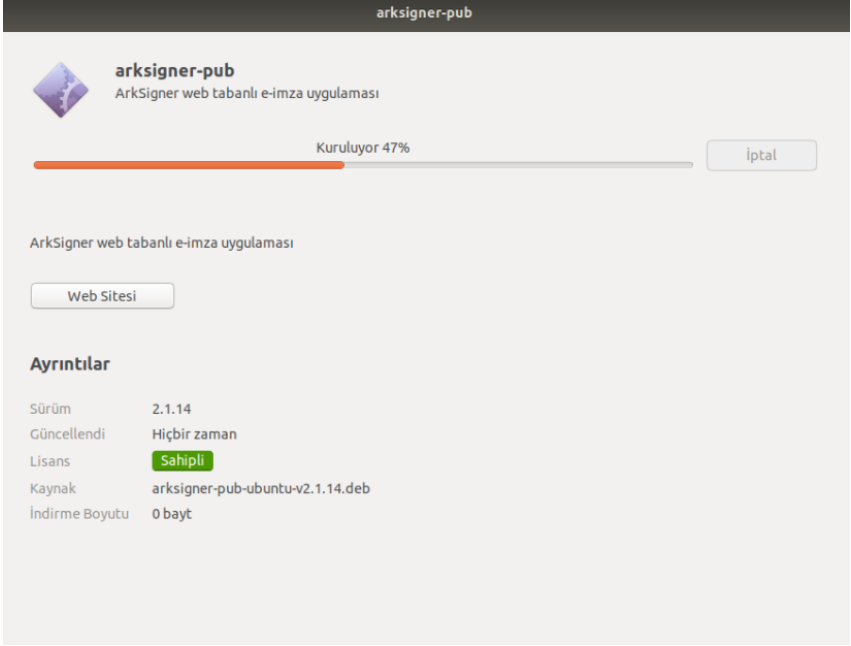 arksigner-pub
arksigner-pub
ArkSigner web tabanlı e-imza uygulaması
Kuruluyor 47%
İptal
ArkSigner web tabanlı e-imza uygulaması
Web Sitesi
Ayrıntılar
Sürüm 2.1.14
Güncellendi Hiçbir zaman
Lisans Sahipli
Kaynak arksigner-pub-ubuntu-v2.1.14.deb
İndirme Boyutu 0 bayt